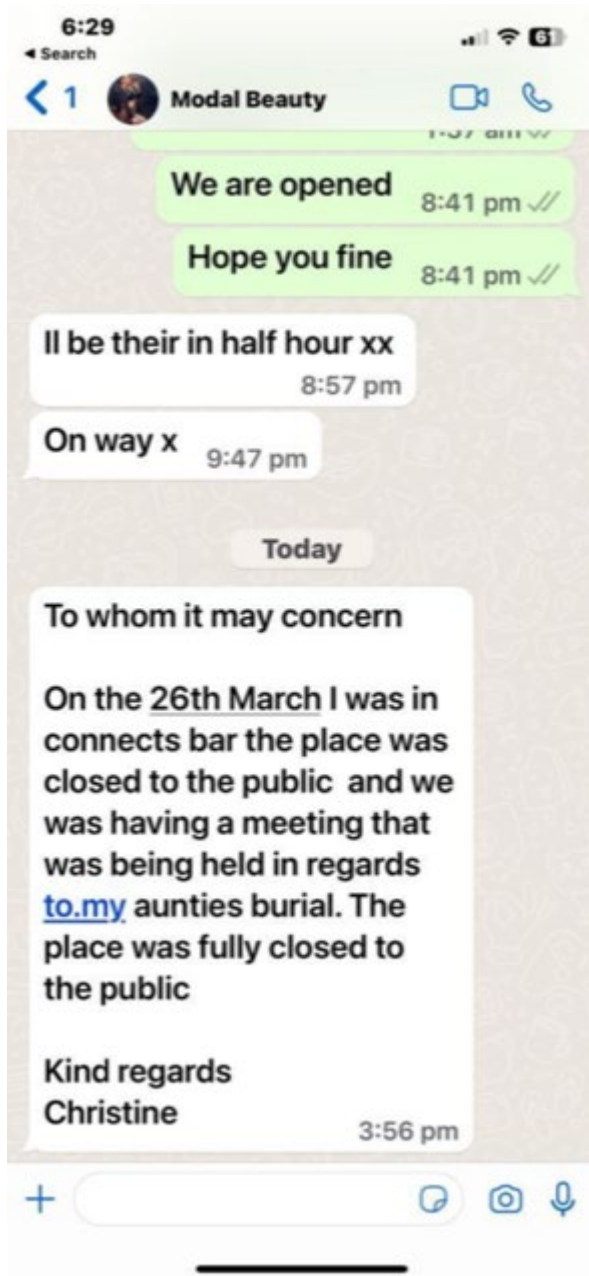 6:29
Search
1 Modal Beauty
We are opened
8:41 pm
Hope you fine
8:41 pm
Il be their in half hour xx
8:57 pm
On way x
9:47 pm
Today
To whom it may concern
On the 26th March I was in
connects bar the place was
closed to the public and we
was having a meeting that
was being held in regards
to.my aunties burial. The
place was fully closed to
the public
Kind regards
Christine
3:56 pm